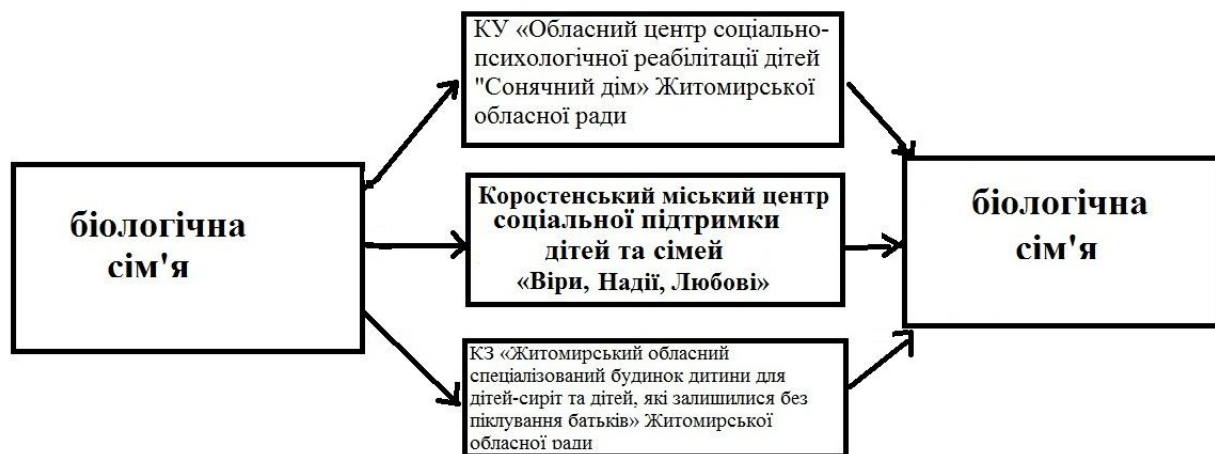 КУ «Обласний центр соціально-
психологічної реабілітації дітей
"Сонячний дім» Житомирської
обласної ради
біологічна
сім'я
Коростенський міський центр
соціальної підтримки
дітей та сімей
«Віри, Надії, Любові»
біологічна
сім'я
КЗ «Житомирський обласний
спеціалізований будинок дитини для
дітей-сиріт та дітей, які залишилися без
піклування батьків» Житомирської
обласної ради